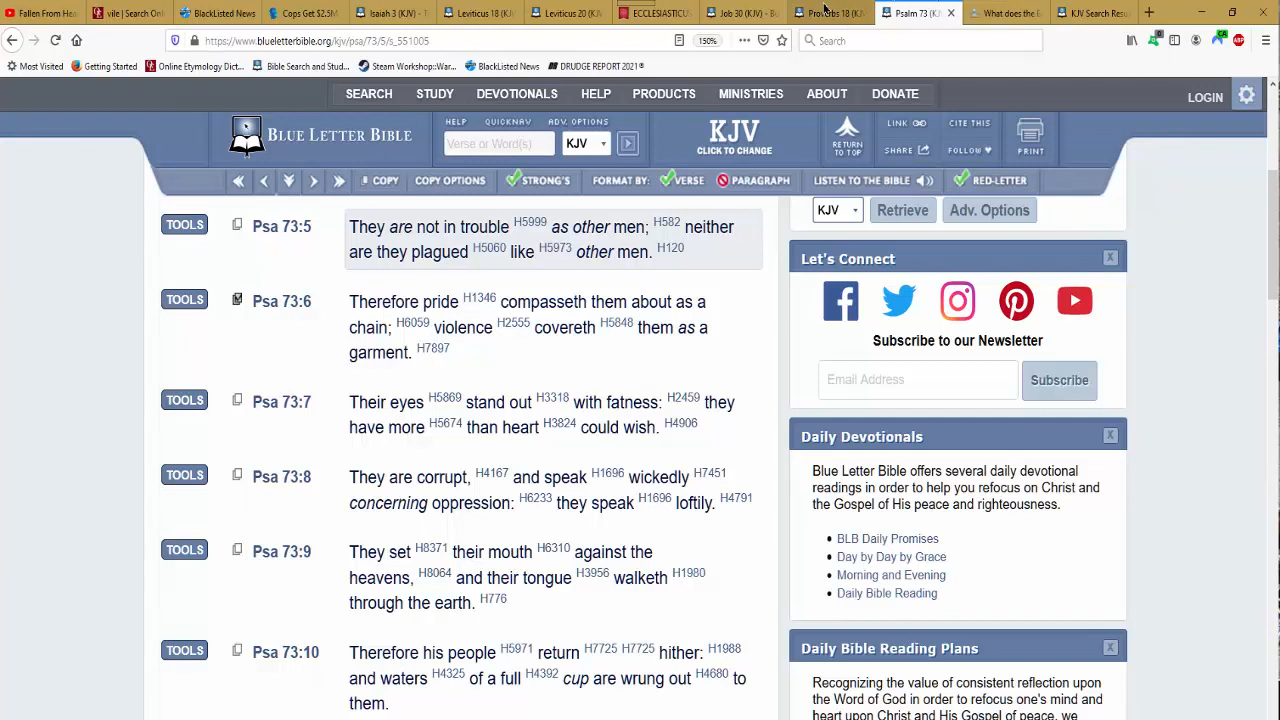 Fallen From Hea
vile | Search Onl
BlackListed News
Cops Get $2.5M
Isaiah 3 (KJV) - T
Leviticus 18 (KJV
Leviticus 20 (KJV
ECCLESIASTICU
Job 30 (KJV) - Bu
Proverbs 18 (KJV
Psalm 73 (KJ
What does the B
KJV Search Resu
https://www.blueletterbible.org/kjv/psa/73/5/s_551005
150%
Search
Most Visited
Getting Started
Online Etymology Dict...
Bible Search and Stud...
Steam Workshop::War...
BlackListed News
DRUDGE REPORT 2021®
SEARCH STUDY DEVOTIONALS HELP PRODUCTS MINISTRIES ABOUT DONATE
LOGIN
BLUE LETTER BIBLE
HELP QUICKNAV ADV. OPTIONS
Verse or Word(s)
KJV
KJV
CLICK TO CHANGE
RETURN
TO TOP
LINK
SHARE
CITE THIS
FOLLOW
PRINT
COPY
COPY OPTIONS
STRONG'S
FORMAT BY:
VERSE
PARAGRAPH
LISTEN TO THE BIBLE
RED-LETTER
TOOLS
Psa 73:5
They are not in trouble H5999 as other men; H582 neither
are they plagued H5060 like H5973 other men. H120
TOOLS
Psa 73:6
Therefore pride H1346 compasseth them about as a
chain; H6059 violence H2555 covereth H5848 them as a
garment. H7897
TOOLS
Psa 73:7
Their eyes H5869 stand out H3318 with fatness: H2459 they
have more H5674 than heart H3824 could wish. H4906
TOOLS
Psa 73:8
They are corrupt, H4167 and speak H1696 wickedly H7451
concerning oppression: H6233 they speak H1696 loftily. H4791
TOOLS
Psa 73:9
They set H8371 their mouth H6310 against the
heavens, H8064 and their tongue H3956 walketh H1980
through the earth. H776
TOOLS
Psa 73:10
Therefore his people H5971 return H7725 H7725 hither: H1988
and waters H4325 of a full H4392 cup are wrung out H4680 to
them.
KJV
Retrieve
Adv. Options
Let's Connect
X
Subscribe to our Newsletter
Email Address
Subscribe
Daily Devotionals
X
Blue Letter Bible offers several daily devotional
readings in order to help you refocus on Christ and
the Gospel of His peace and righteousness.
BLB Daily Promises
Day by Day by Grace
Morning and Evening
Daily Bible Reading
Daily Bible Reading Plans
X
Recognizing the value of consistent reflection upon
the Word of God in order to refocus one's mind and
heart upon Christ and His Gospel of peace, we